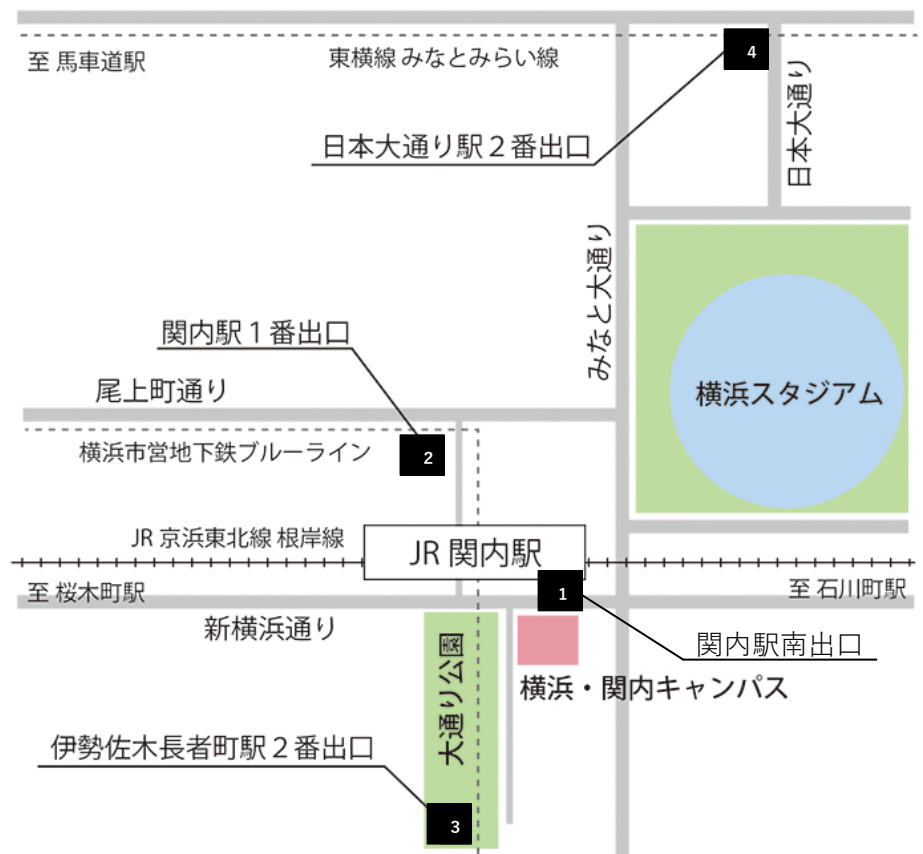 4
至 馬車道駅
東横線 みなとみらい線
日本大通り
日本大通り駅２番出口
みなと大通り
関内駅１番出口
尾上町通り
横浜スタジアム
横浜市営地下鉄ブルーライン
2
JR 京浜東北線 根岸線
JR 関内駅
至 桜木町駅
1
至 石川町駅
新横浜通り
関内駅南出口
大通り公園
横浜・関内キャンパス
伊勢佐木長者町駅２番出口
3